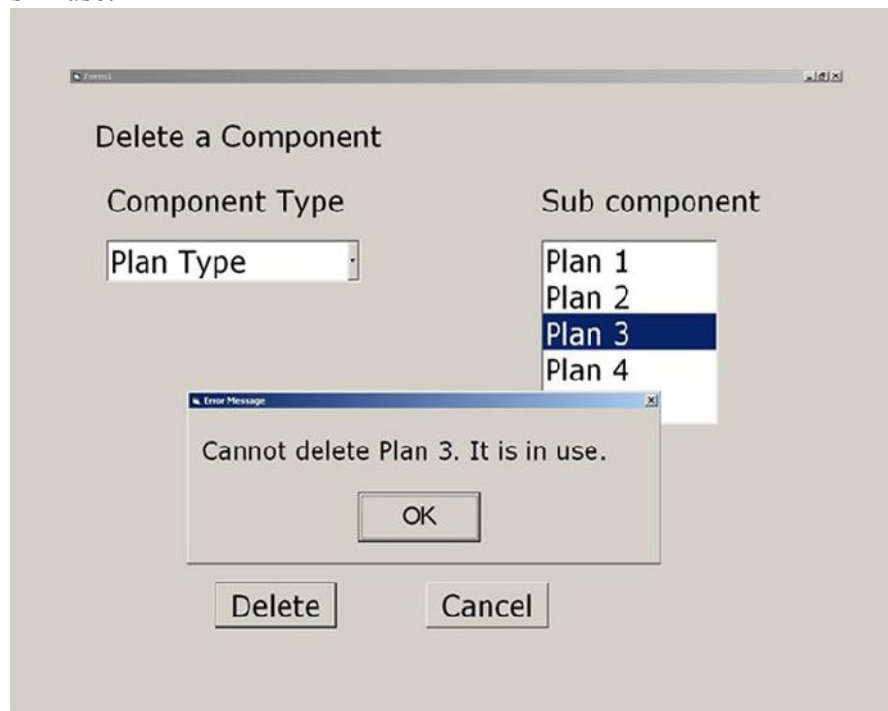 Form1
Delete a Component
Component Type
Sub component
Plan Type
Plan 1
Plan 2
Plan 3
Plan 4
Error Message
Cannot delete Plan 3. It is in use.
OK
Delete
Cancel